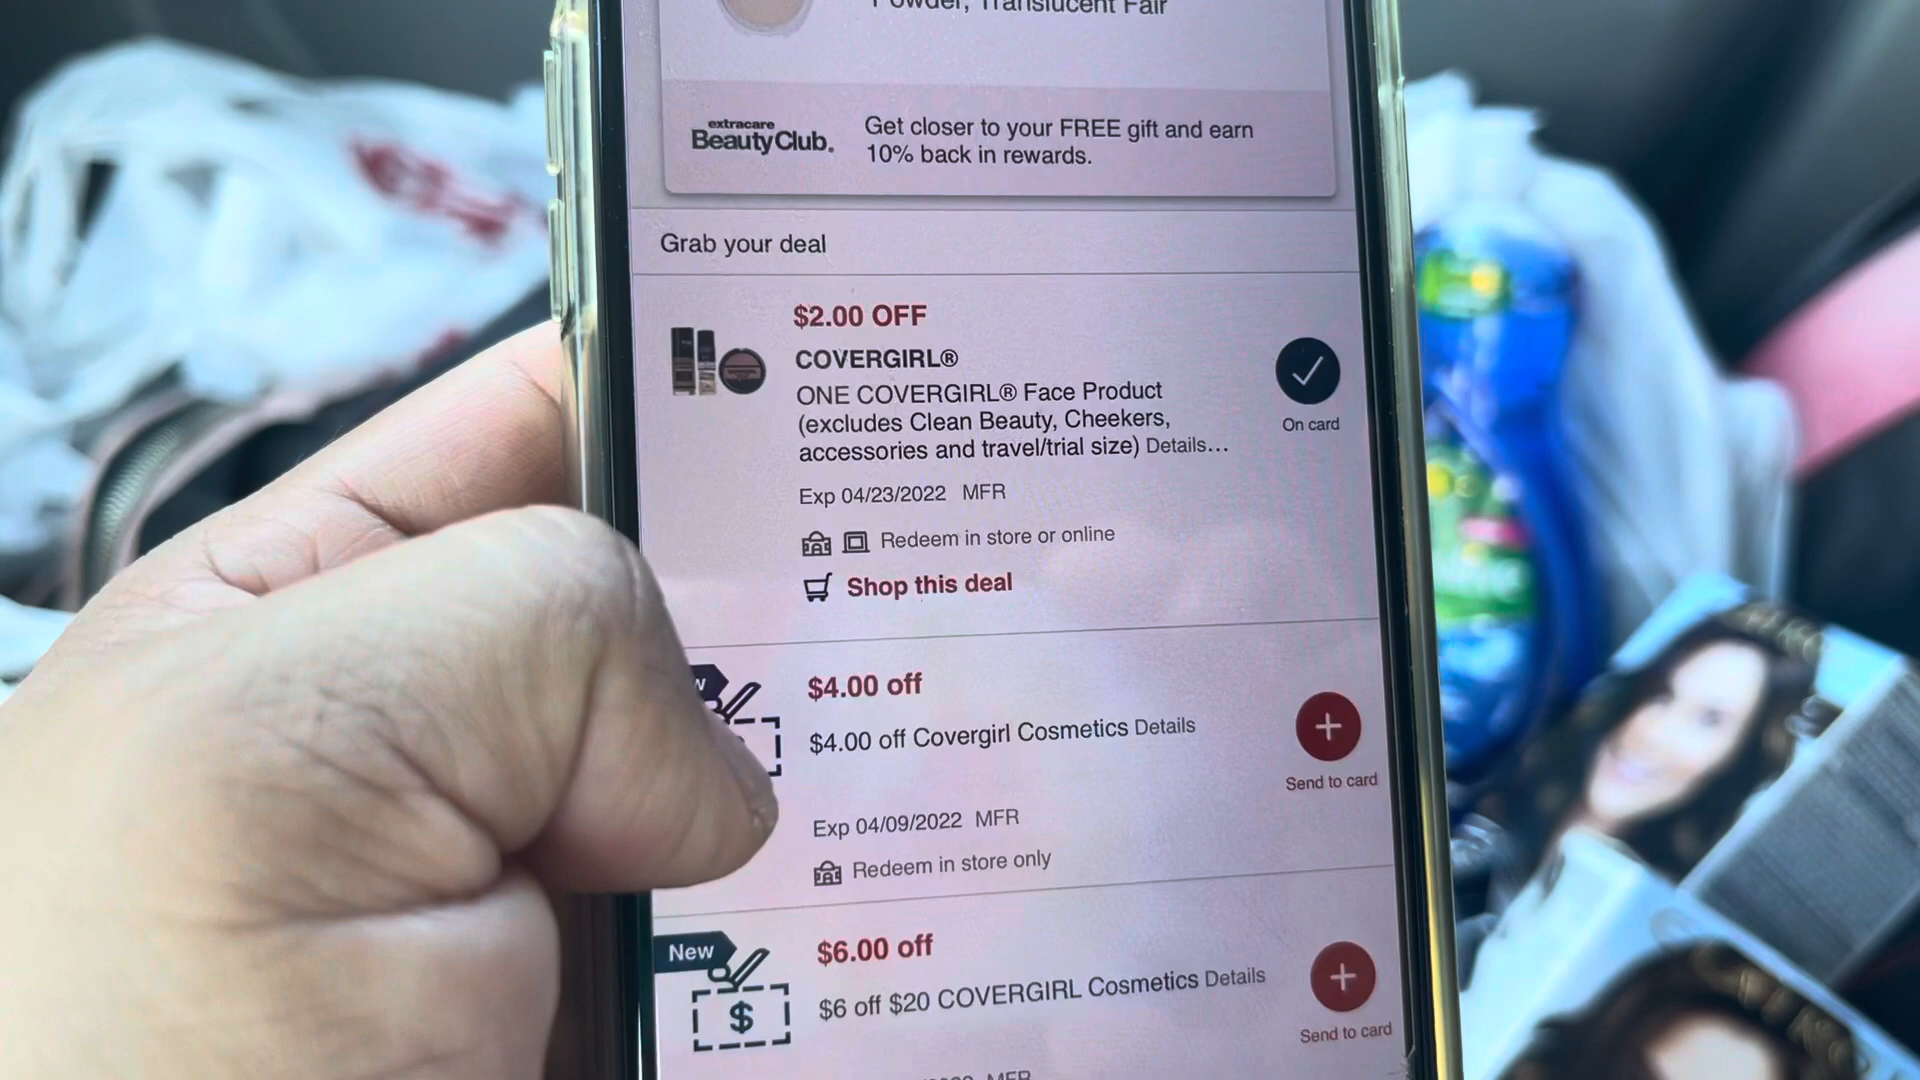 Powder, Translucent Fair
extracare
BeautyClub.
Get closer to your FREE gift and earn
10% back in rewards.
Grab your deal
$2.00 OFF
COVERGIRL®
ONE COVERGIRL® Face Product
(excludes Clean Beauty, Cheekers,
accessories and travel/trial size) Details...
On card
Exp 04/23/2022 MFR
Redeem in store or online
Shop this deal
$4.00 off
$4.00 off Covergirl Cosmetics Details
Send to card
Exp 04/09/2022 MFR
Redeem in store only
New
$6.00 off
$
$6 off $20 COVERGIRL Cosmetics Details
Send to card
MFR